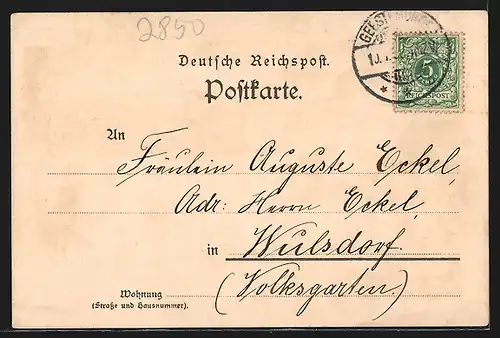 2850
Deutsche Reichspost.
Postkarte.
5
REICHSPOST
An
Fräulein Auguste Eckel,
Adr: Herrn Eckel,
in Wulsdorf.
(Volksgarten.)
Wohnung
(Straße und Hausnummer).